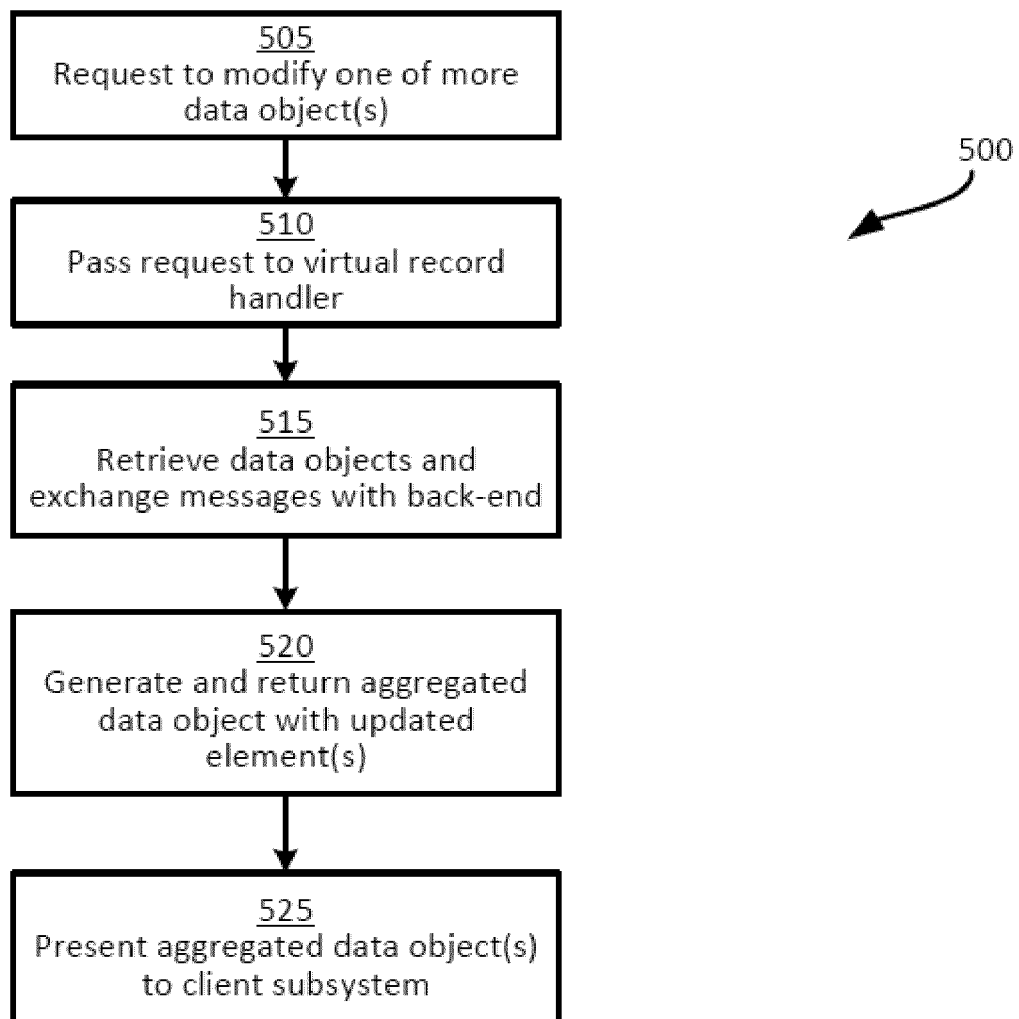 505
Request to modify one of more
data object(s)
500
510
Pass request to virtual record
handler
515
Retrieve data objects and
exchange messages with back-end
520
Generate and return aggregated
data object with updated
element(s)
525
Present aggregated data object(s)
to client subsystem